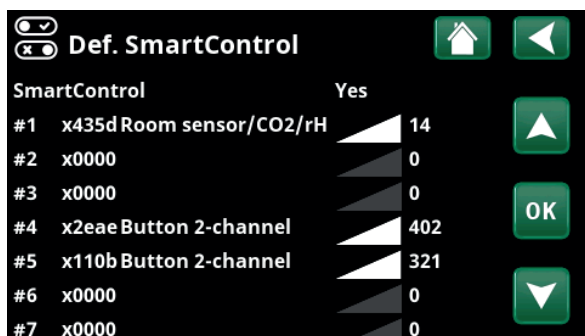 Def. SmartControl
SmartControl Yes
#1 x435d Room sensor/CO2/rH 14
#2 x0000 0
#3 x0000 0
#4 x2eae Button 2-channel 402
OK
#5 x110b Button 2-channel 321
#6 x0000 0
#7 x0000 0